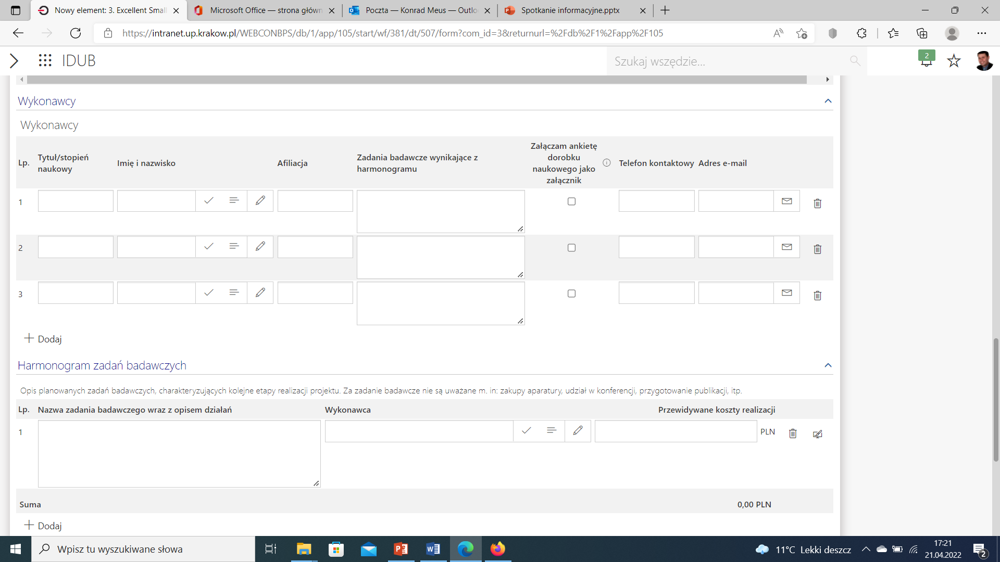 Nowy element: 3. Excellent Smal
Microsoft Office — strona główn
Poczta — Konrad Meus — Outlo
Spotkanie informacyjne.pptx
https://intranet.up.krakow.pl/WEBCONBPS/db/1/app/105/start/wf/381/dt/507/form?com_id=3&returnurl=%2Fdb%2F1%2Fapp%2F105
IDUB
Szukaj wszędzie...
2
Wykonawcy
Wykonawcy
Lp. Tytuł/stopień naukowy Imię i nazwisko Afiliacja Zadania badawcze wynikające z harmonogramu Załączam ankietę dorobku naukowego jako załącznik Telefon kontaktowy Adres e-mail
1
2
3
Dodaj
Harmonogram zadań badawczych
Opis planowanych zadań badawczych, charakteryzujących kolejne etapy realizacji projektu. Za zadanie badawcze nie są uważane m. in: zakupy aparatury, udział w konferencji, przygotowanie publikacji, itp.
Lp. Nazwa zadania badawczego wraz z opisem działań Wykonawca Przewidywane koszty realizacji
1 PLN
Suma 0,00 PLN
Dodaj
Wpisz tu wyszukiwane słowa
11°C Lekki deszcz
17:21
21.04.2022
2